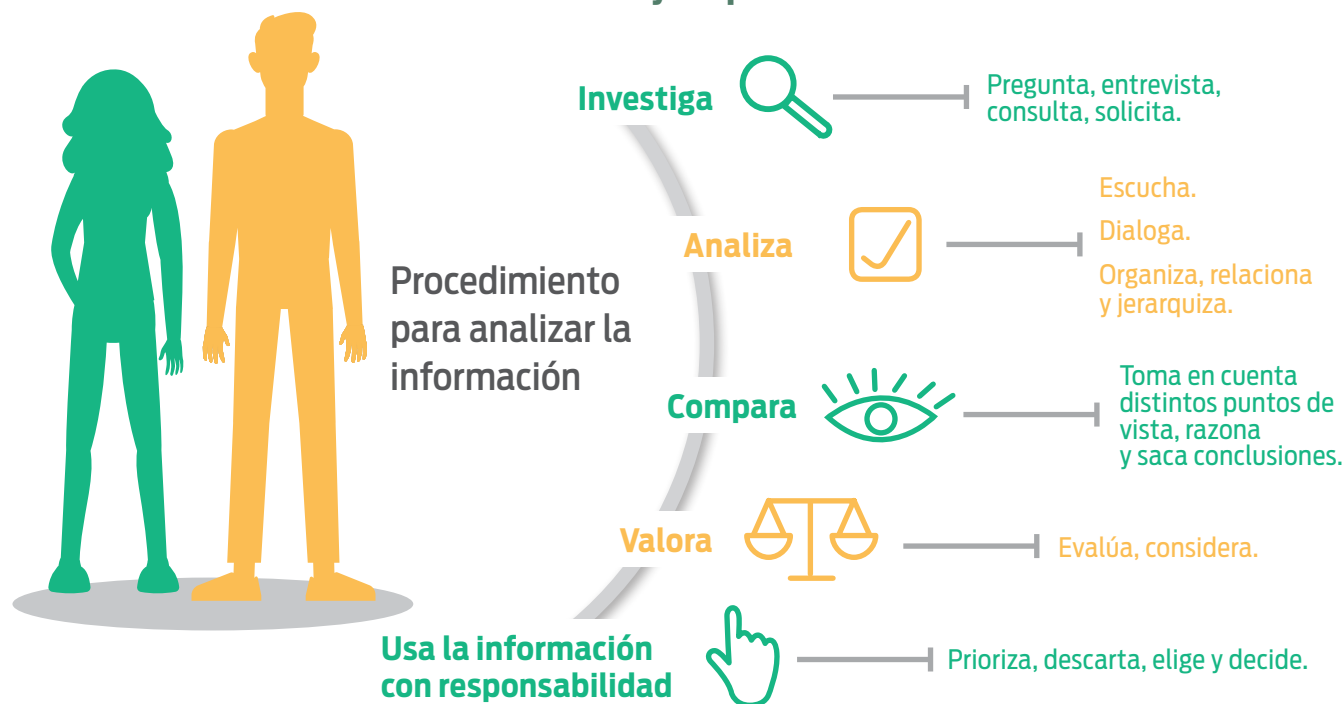 Investiga
Pregunta, entrevista,
consulta, solicita.
Analiza
Escucha.
Dialoga.
Organiza, relaciona
y jerarquiza.
Procedimiento
para analizar la
información
Compara
Toma en cuenta
distintos puntos de
vista, razona
y saca conclusiones.
Valora
Evalúa, considera.
Usa la información
con responsabilidad
Prioriza, descarta, elige y decide.